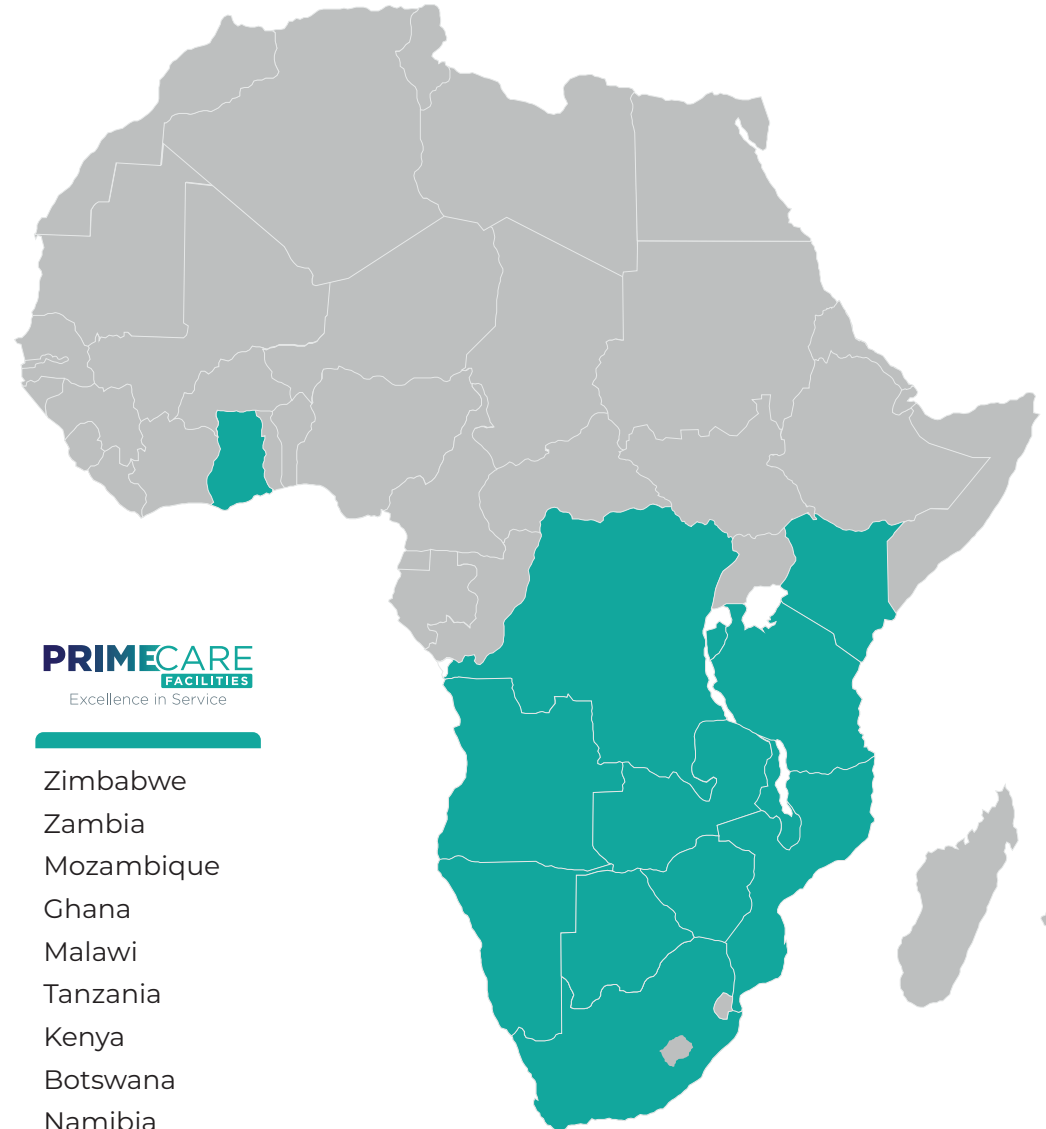 PRIMECARE
FACILITIES
Excellence in Service
Zimbabwe
Zambia
Mozambique
Ghana
Malawi
Tanzania
Kenya
Botswana
Namibia